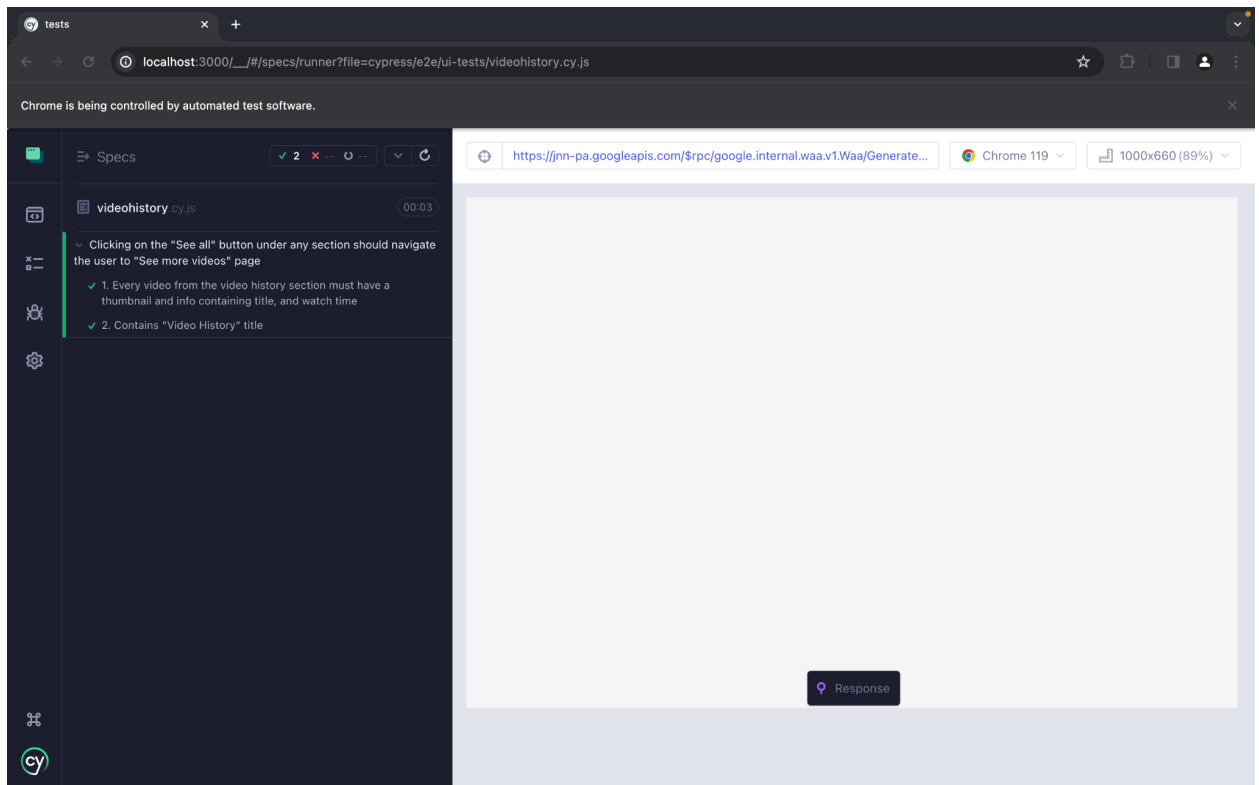 cy tests
localhost:3000/__/#/specs/runner?file=cypress/e2e/ui-tests/videohistory.cy.js
Chrome is being controlled by automated test software.
Specs 2 -- --
https://jnn-pa.googleapis.com/$rpc/google.internal.waa.v1.Waa/Generate... Chrome 119 1000x660 (89%)
videohistory.cy.js 00:03
Clicking on the "See all" button under any section should navigate
the user to "See more videos" page
1. Every video from the video history section must have a
thumbnail and info containing title, and watch time
2. Contains "Video History" title
Response
cy